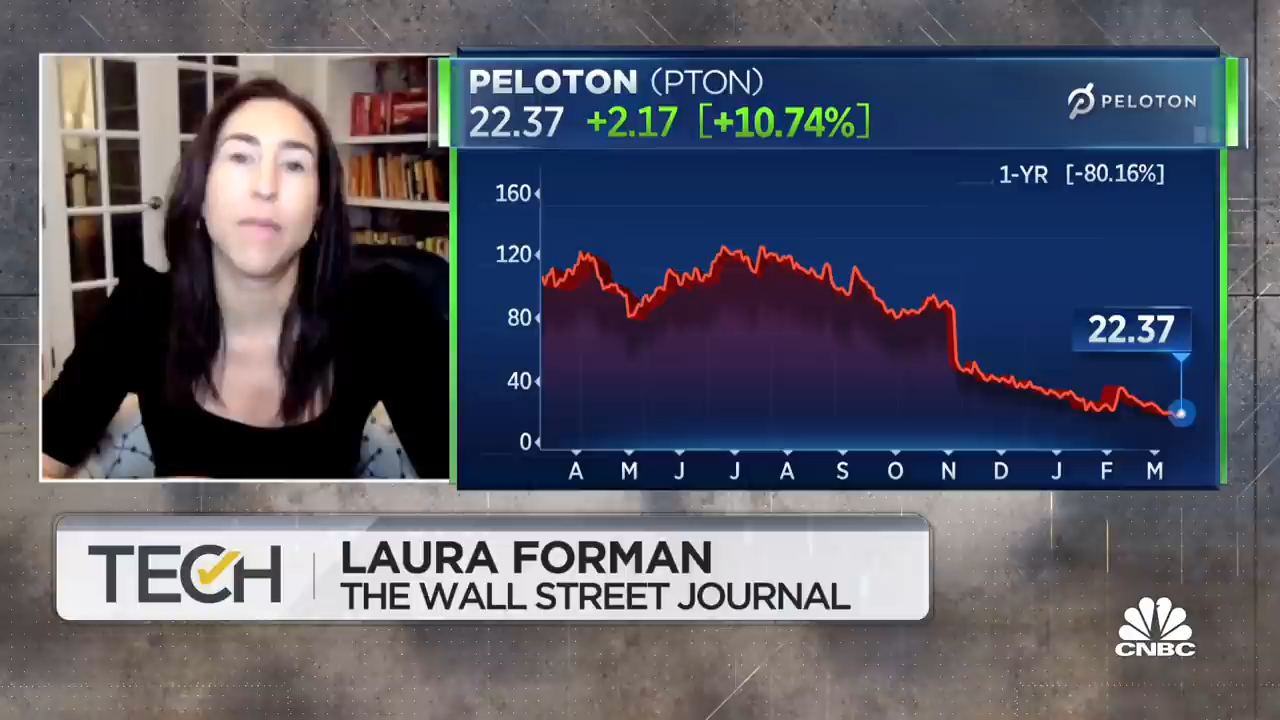 PELOTON (PTON)
22.37 +2.17 [+10.74%]
PELOTON
1-YR [-80.16%]
160
120
80
40
0
22.37
A M J J A S O N D J F M
TECH
LAURA FORMAN
THE WALL STREET JOURNAL
CNBC